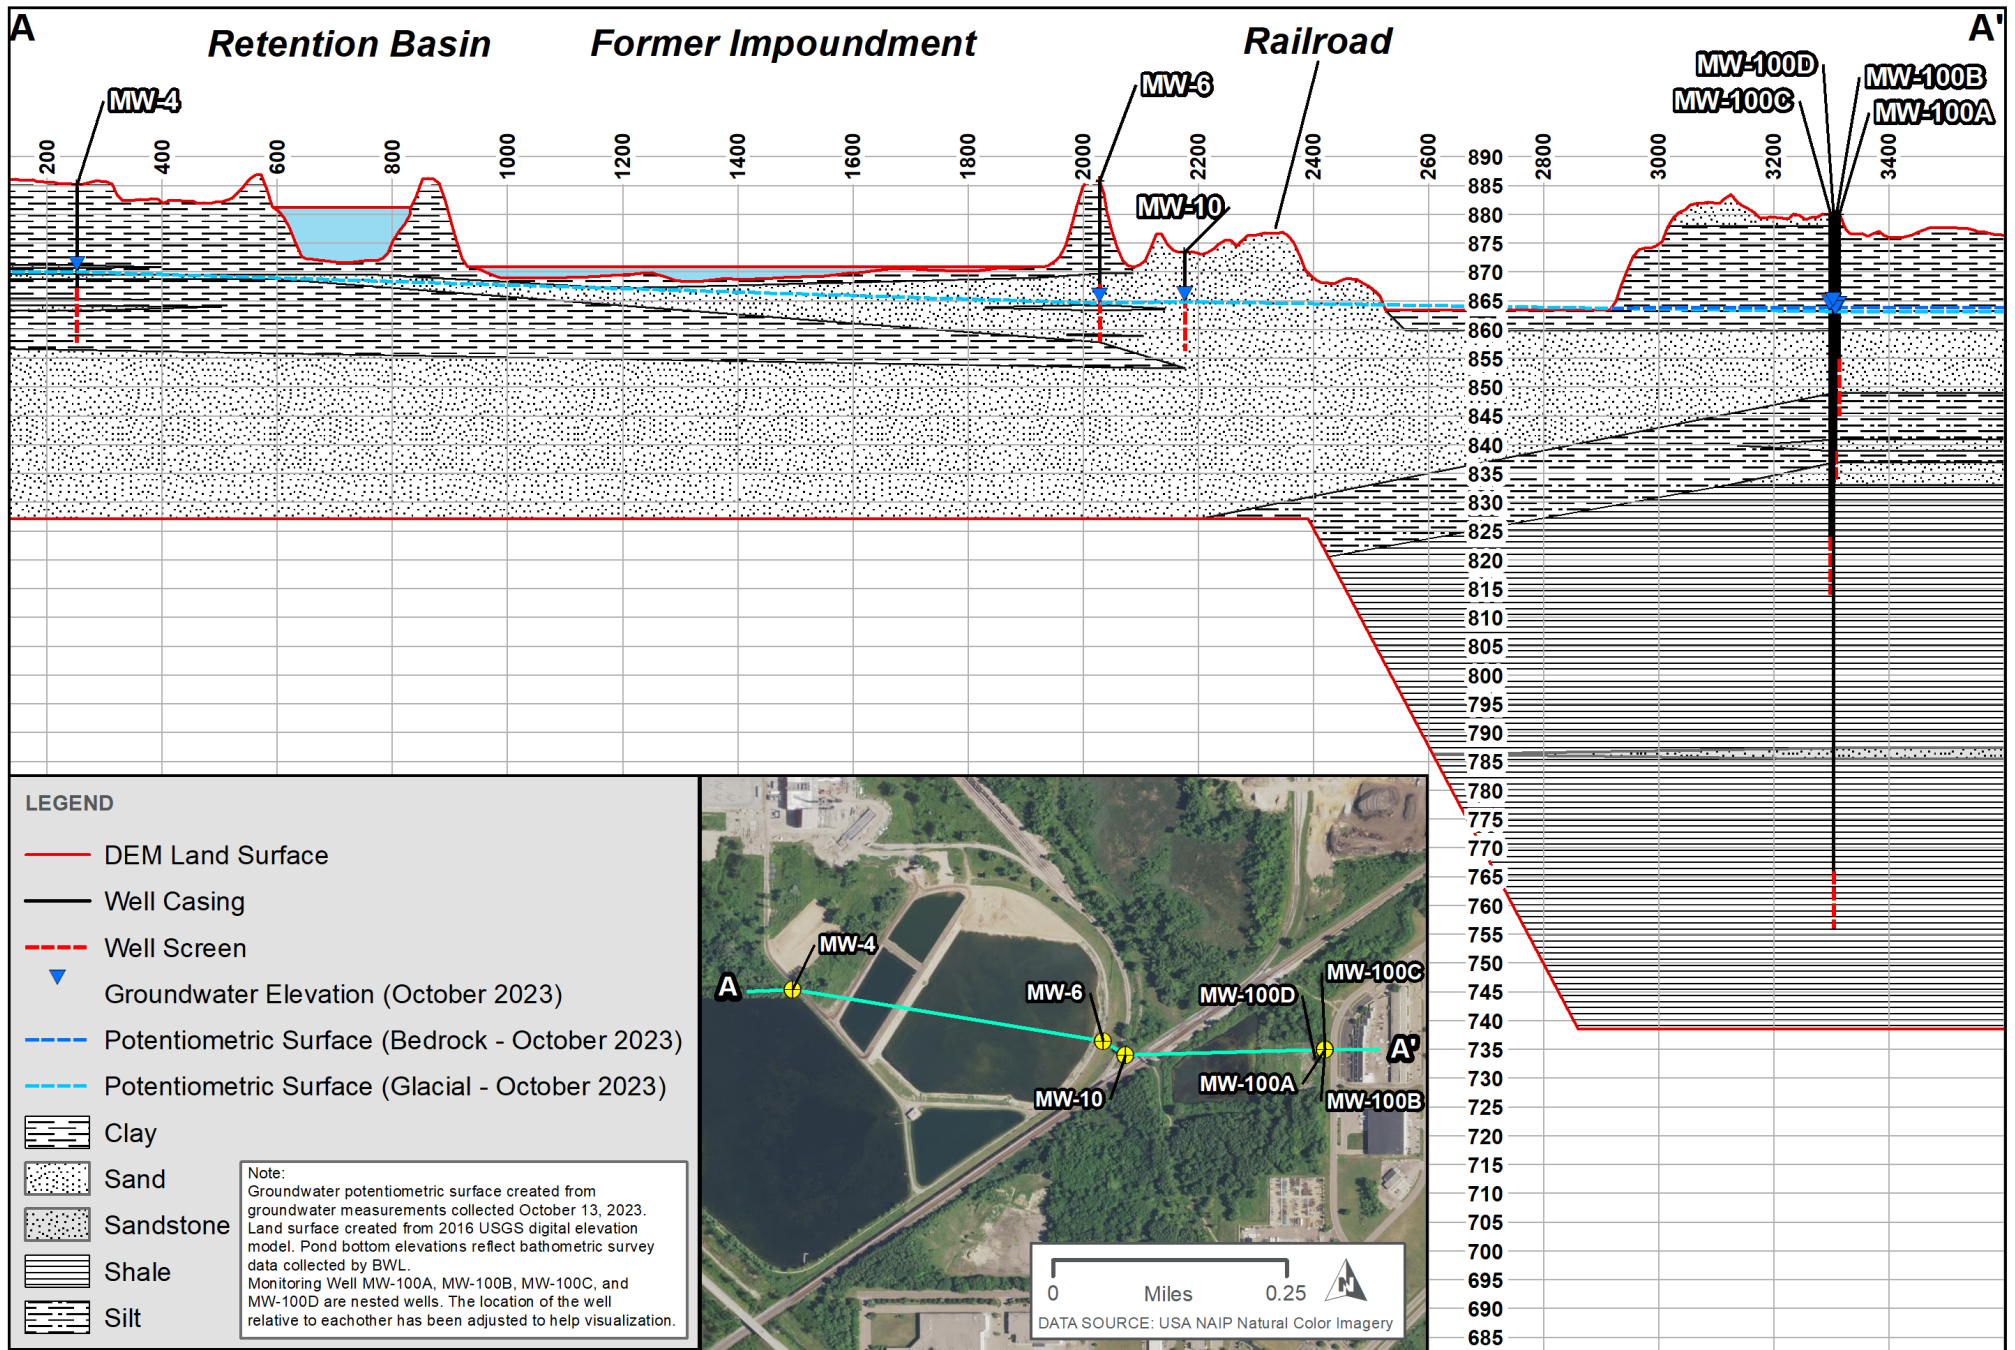 A
A'
Retention Basin
Former Impoundment
Railroad
MW-4
MW-6
MW-10
MW-100D
MW-100C
MW-100B
MW-100A
200
400
600
800
1000
1200
1400
1600
1800
2000
2200
2400
2600
2800
3000
3200
3400
890
885
880
875
870
865
860
855
850
845
840
835
830
825
820
815
810
805
800
795
790
785
780
775
770
765
760
755
750
745
740
735
730
725
720
715
710
705
700
695
690
685
LEGEND
DEM Land Surface
Well Casing
Well Screen
Groundwater Elevation (October 2023)
Potentiometric Surface (Bedrock - October 2023)
Potentiometric Surface (Glacial - October 2023)
Clay
Sand
Sandstone
Shale
Silt
Note:
Groundwater potentiometric surface created from
groundwater measurements collected October 13, 2023.
Land surface created from 2016 USGS digital elevation
model. Pond bottom elevations reflect bathometric survey
data collected by BWL.
Monitoring Well MW-100A, MW-100B, MW-100C, and
MW-100D are nested wells. The location of the well
relative to eachother has been adjusted to help visualization.
A
MW-4
MW-6
MW-10
MW-100D
MW-100C
MW-100A
MW-100B
A'
0 Miles 0.25
N
DATA SOURCE: USA NAIP Natural Color Imagery